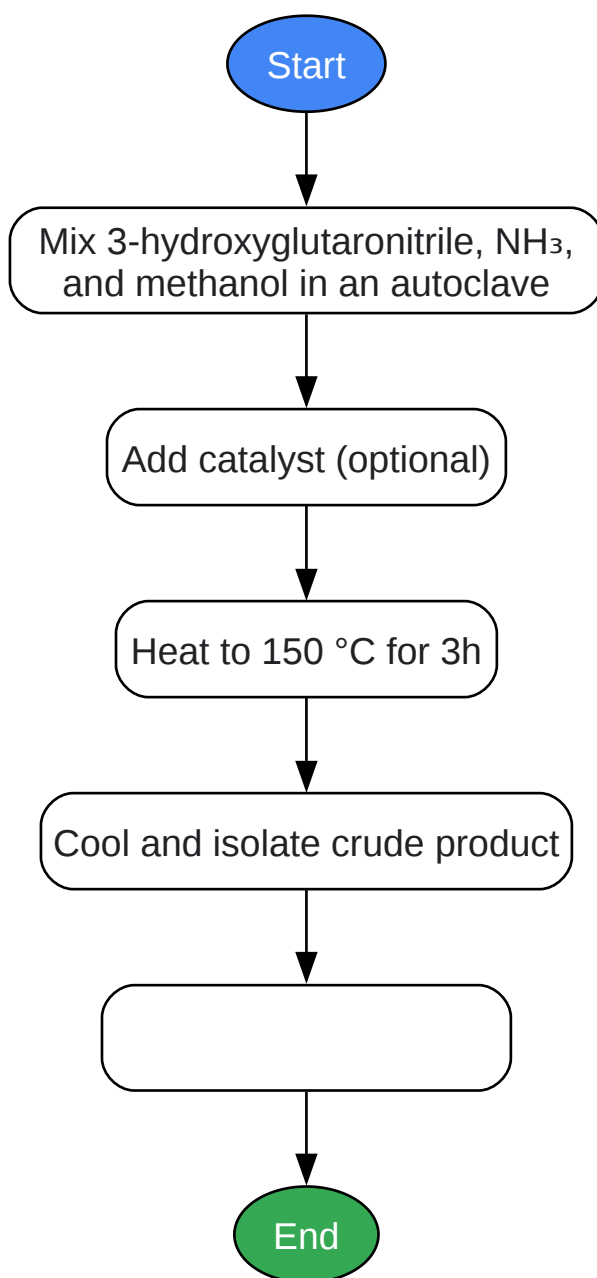 Start
Mix 3-hydroxyglutaronitrile, NH₃,
and methanol in an autoclave
Add catalyst (optional)
Heat to 150 °C for 3h
Cool and isolate crude product
End